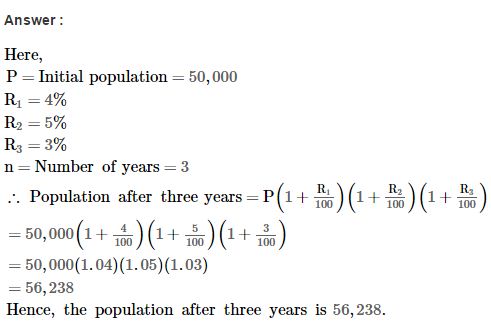 Answer :
Here,
P = Initial population = 50,000
R₁ = 4%
R₂ = 5%
R₃ = 3%
n = Number of years = 3
∴ Population after three years = P(1 + R₁/100)(1 + R₂/100)(1 + R₃/100)
= 50,000(1 + 4/100)(1 + 5/100)(1 + 3/100)
= 50,000(1.04)(1.05)(1.03)
= 56,238
Hence, the population after three years is 56,238.